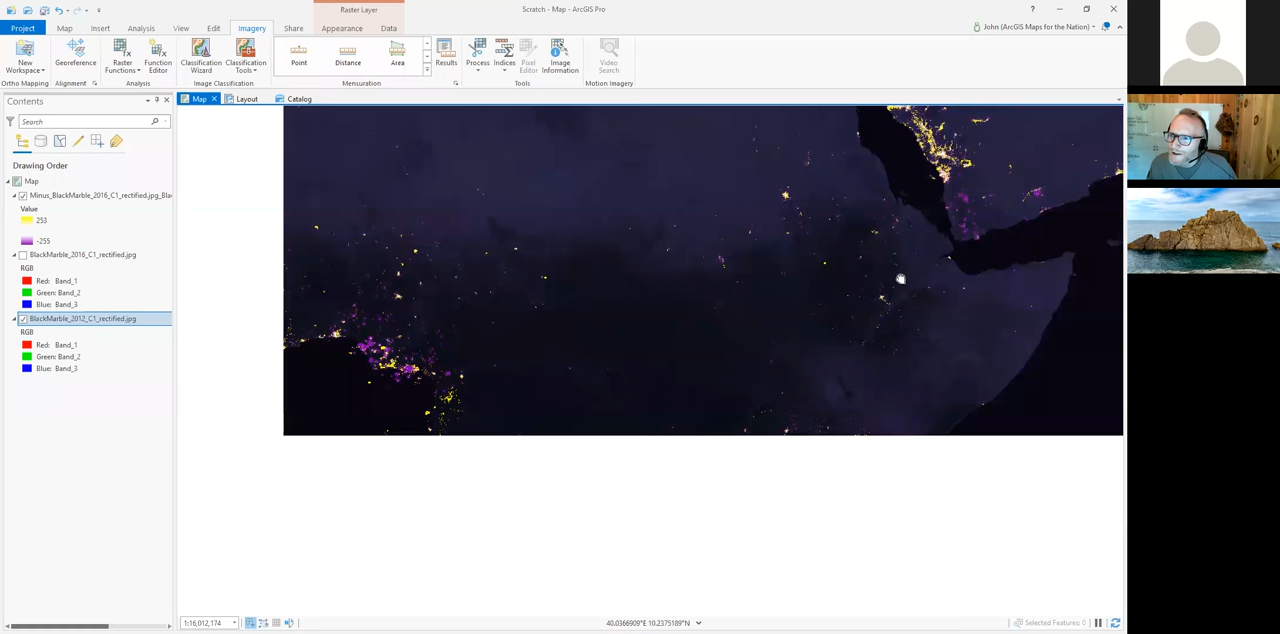 Raster Layer
Scratch - Map - ArcGIS Pro
Project Map Insert Analysis View Edit Imagery Share Appearance Data
John (ArcGIS Maps for the Nation)
New Workspace
Georeference
Raster Functions
Function Editor
Classification Wizard
Classification Tools
Point
Distance
Area
Results
Process
Indices
Pixel Editor
Image Information
Video Search
Ortho Mapping
Alignment
Analysis
Image Classification
Mensuration
Tools
Motion Imagery
Contents
Map
Layout
Catalog
Search
Drawing Order
Map
Minus_BlackMarble_2016_C1_rectified.jpg_Bla
Value
253
-255
BlackMarble_2016_C1_rectified.jpg
RGB
Red: Band_1
Green: Band_2
Blue: Band_3
BlackMarble_2012_C1_rectified.jpg
RGB
Red: Band_1
Green: Band_2
Blue: Band_3
1:16,012,174
40.0366909°E 10.2375189°N
Selected Features: 0